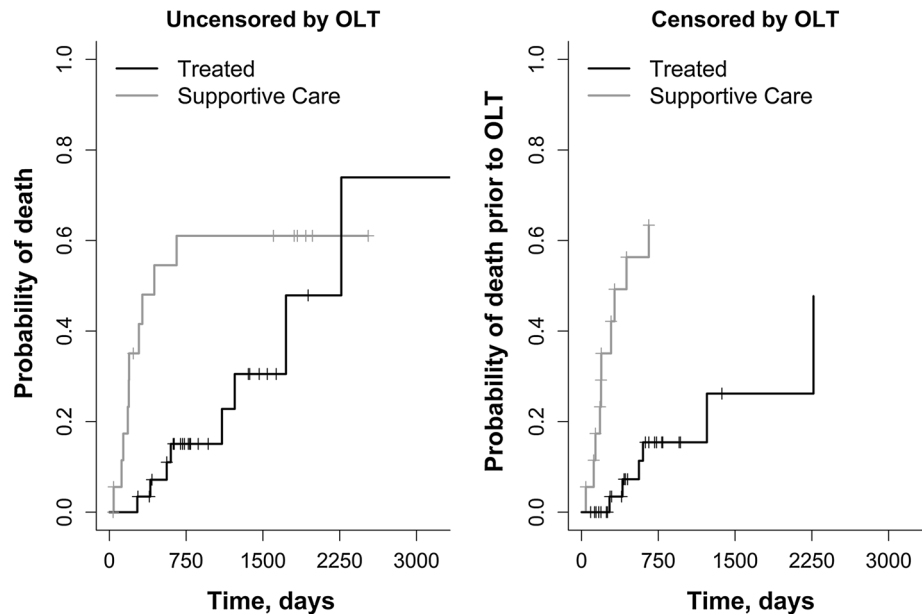 Uncensored by OLT
Treated
Supportive Care
Probability of death
0.0
0.2
0.4
0.6
0.8
1.0
0
750
1500
2250
3000
Time, days
Censored by OLT
Treated
Supportive Care
Probability of death prior to OLT
0.0
0.2
0.4
0.6
0.8
1.0
0
750
1500
2250
3000
Time, days